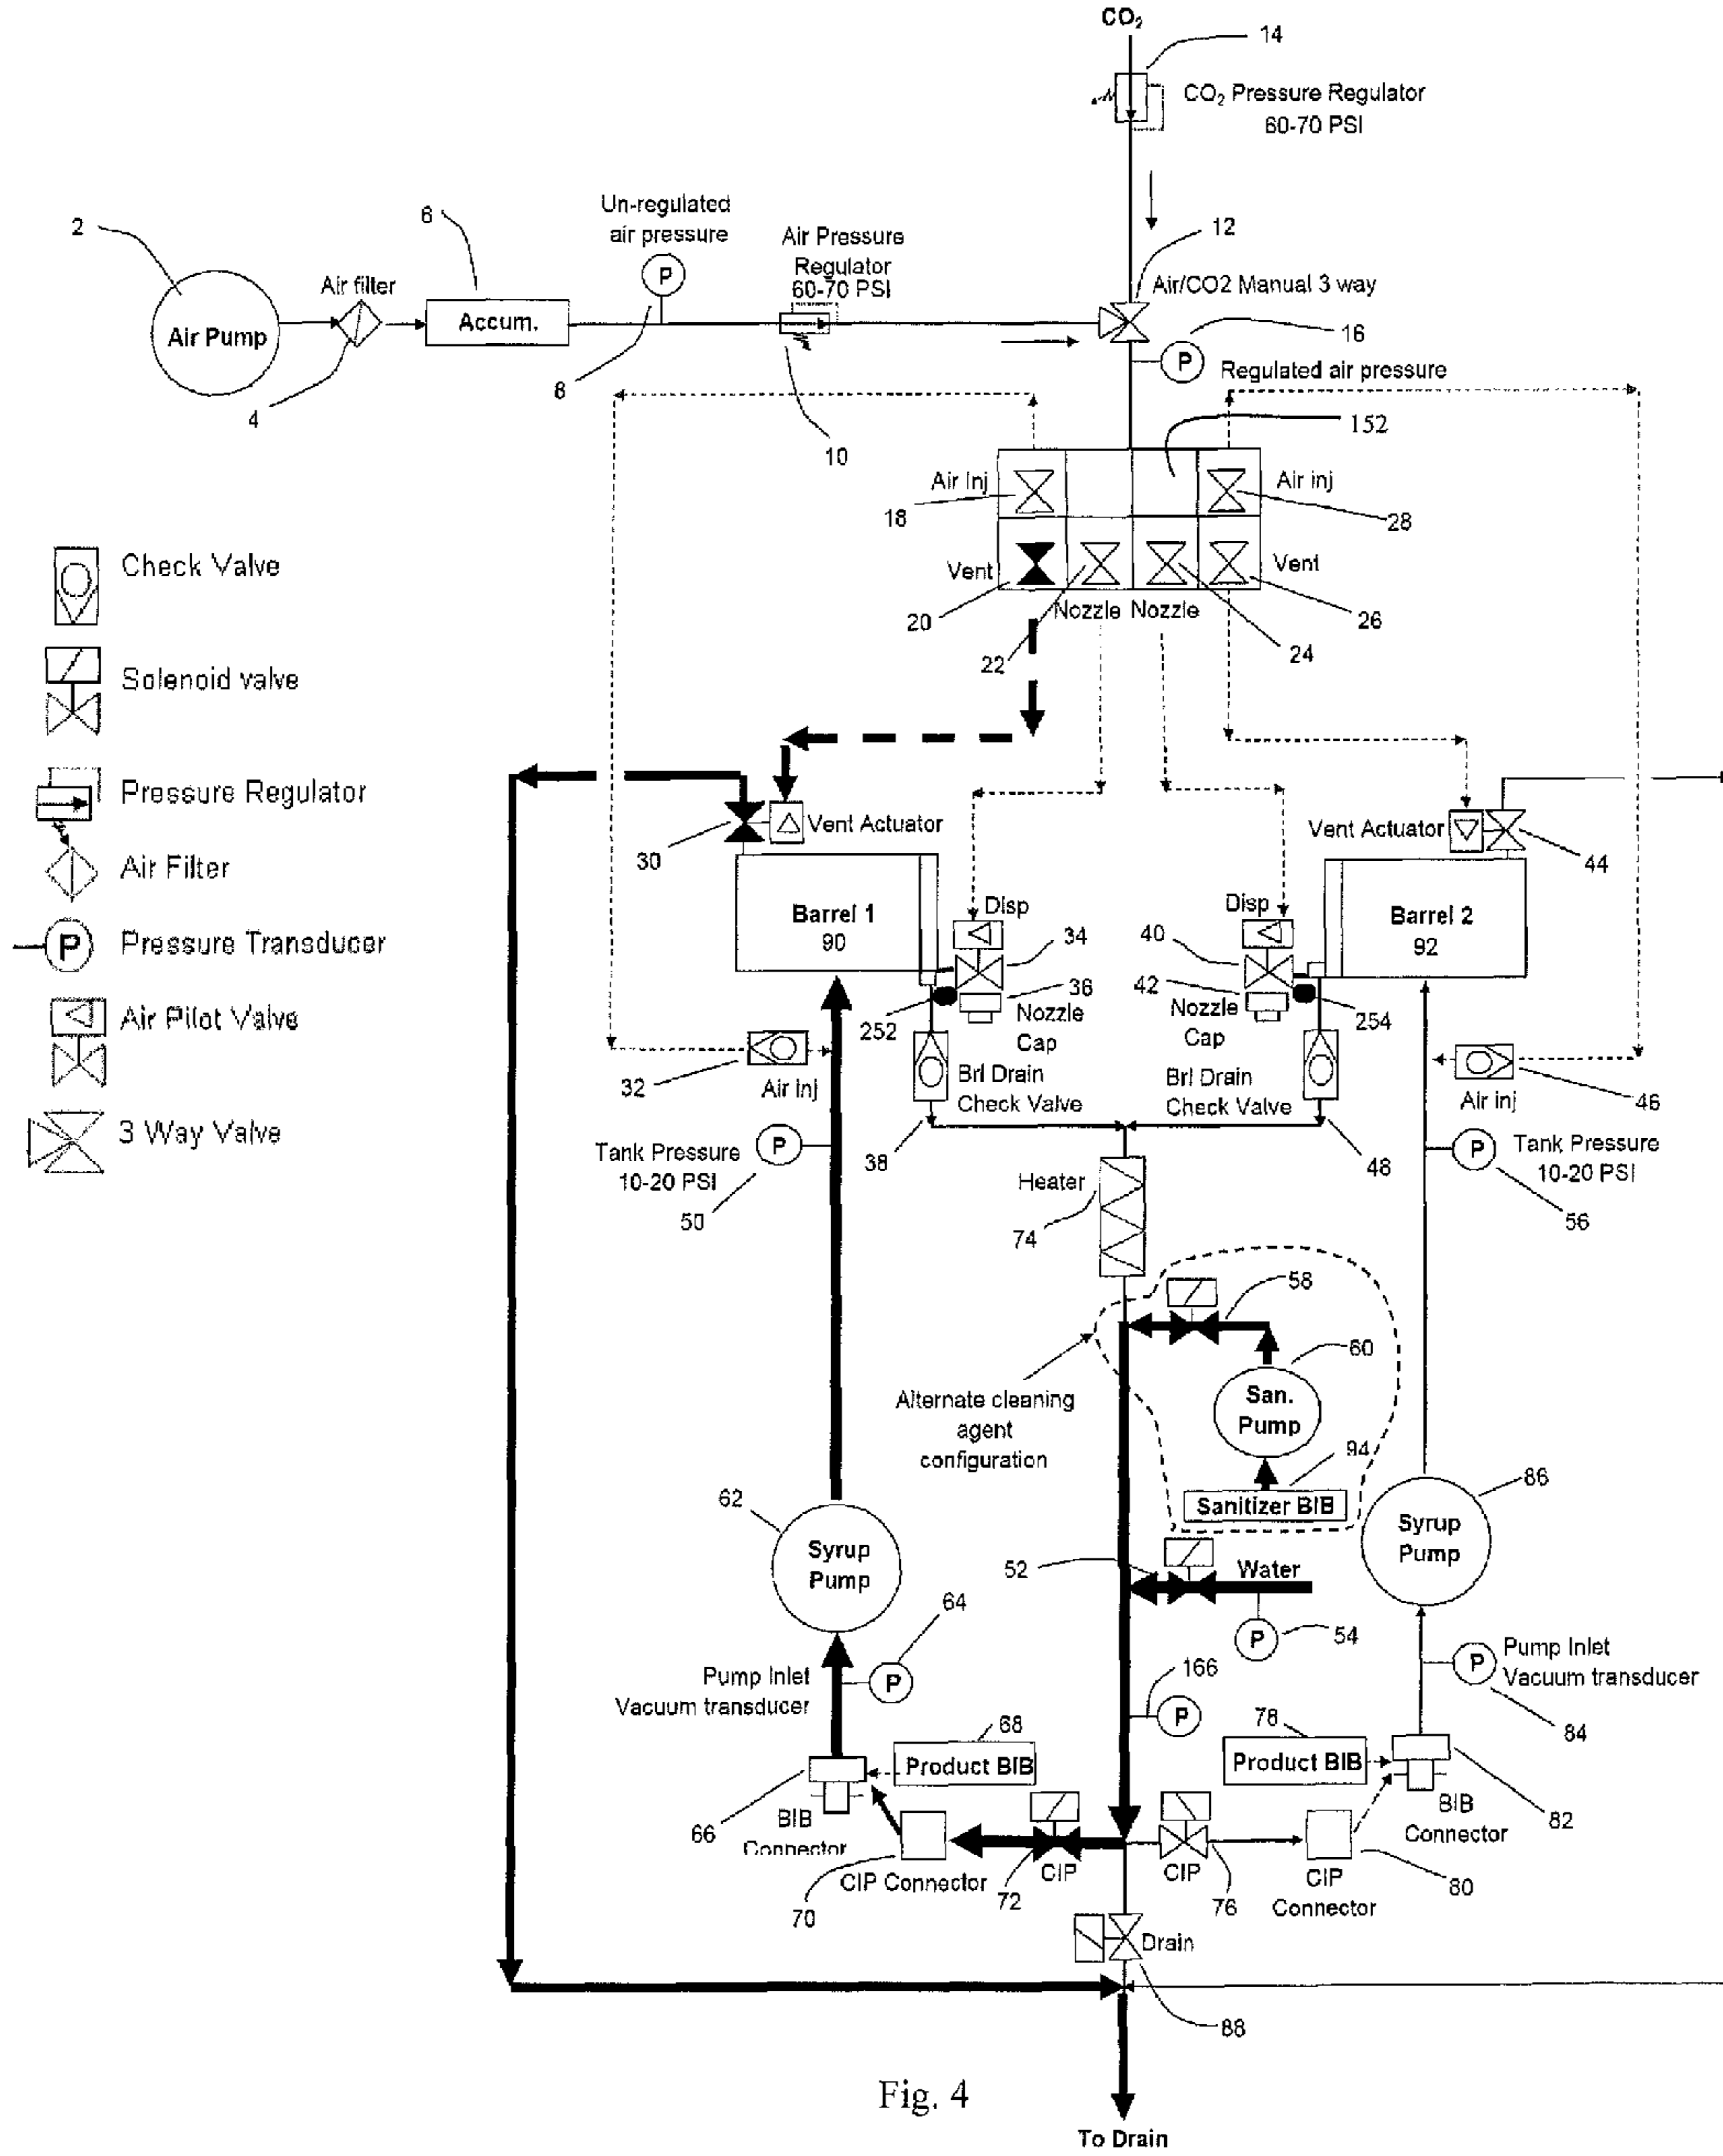 CO2
14
CO2 Pressure Regulator
60-70 PSI
2
6
Un-regulated
air pressure
P
Air Pressure
Regulator
60-70 PSI
12
Air/CO2 Manual 3 way
Air filter
Air Pump
Accum.
16
P
Regulated air pressure
4
8
10
152
Air Inj
18
Air inj
28
Vent
20
Nozzle
Nozzle
22
24
Vent
26
Check Valve
Solenoid valve
Pressure Regulator
Air Filter
P
Pressure Transducer
Air Pilot Valve
3 Way Valve
30
Vent Actuator
Vent Actuator
44
Barrel 1
90
Disp
34
36
252
Nozzle
Cap
Disp
40
42
Nozzle
Cap
254
Barrel 2
92
32
Air Inj
Brl Drain
Check Valve
Brl Drain
Check Valve
Air inj
46
Tank Pressure
10-20 PSI
50
P
38
48
P
Tank Pressure
10-20 PSI
56
Heater
74
58
60
San.
Pump
Alternate cleaning
agent
configuration
94
Sanitizer BIB
62
Syrup
Pump
86
Syrup
Pump
52
Water
P
54
64
P
Pump Inlet
Vacuum transducer
166
P
P
Pump Inlet
Vacuum transducer
84
68
Product BIB
78
Product BIB
66
BIB
Connector
82
BIB
Connector
70
CIP Connector
72
CIP
CIP
76
CIP
Connector
80
Drain
88
Fig. 4
To Drain